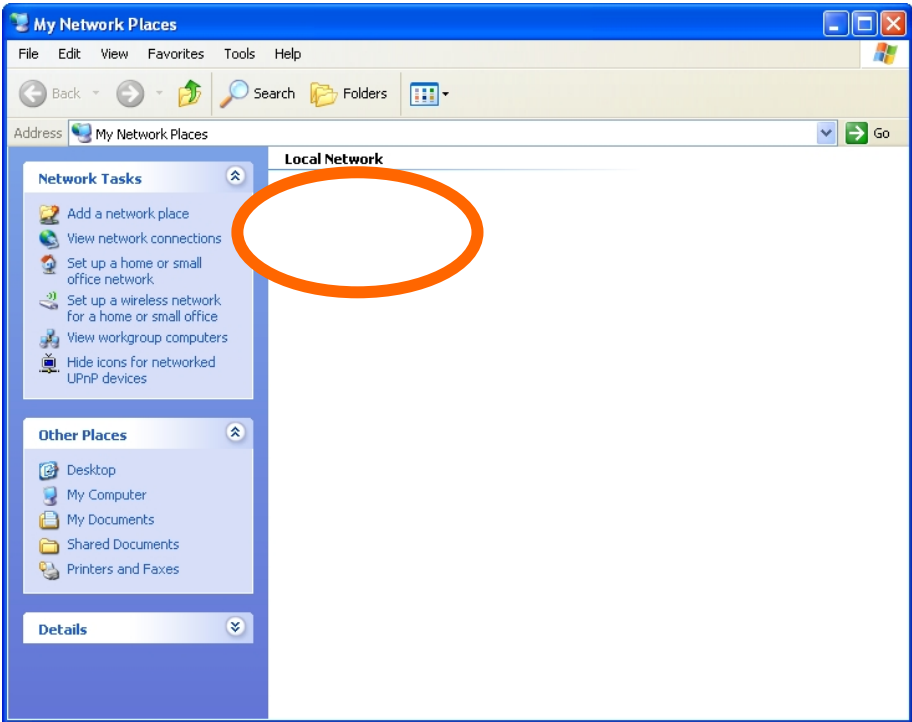 My Network Places
File Edit View Favorites Tools Help
Back Search Folders
Address My Network Places Go
Local Network
Network Tasks
Add a network place
View network connections
Set up a home or small
office network
Set up a wireless network
for a home or small office
View workgroup computers
Hide icons for networked
UPnP devices
Other Places
Desktop
My Computer
My Documents
Shared Documents
Printers and Faxes
Details